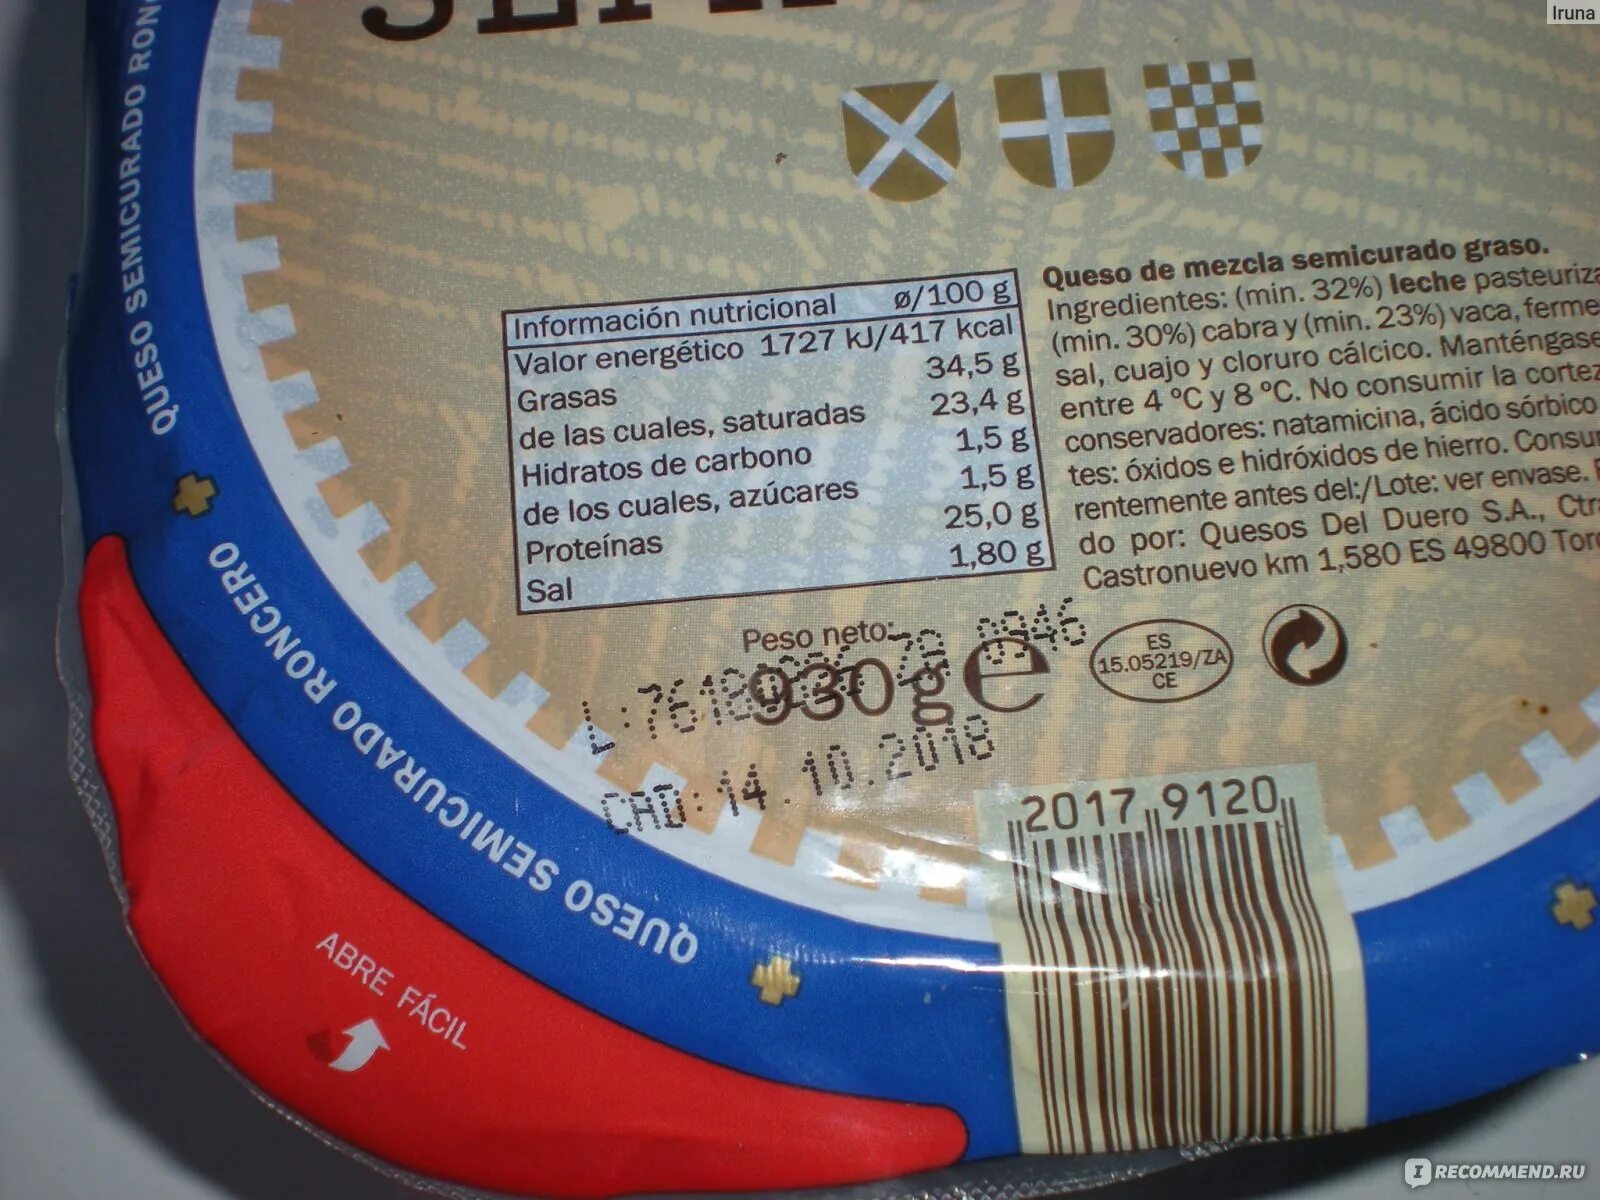 Iruna
QUESO SEMICURADO
QUESO SEMICURADO RONCERO
Información nutricional ø/100 g
Valor energético 1727 kJ/417 kcal
Grasas 34,5 g
de las cuales, saturadas 23,4 g
Hidratos de carbono 1,5 g
de los cuales, azúcares 1,5 g
Proteínas 25,0 g
Sal 1,80 g
Queso de mezcla semicurado graso.
Ingredientes: (min. 32%) leche
(min. 30%) cabra y (min. 23%) vaca,
sal, cuajo y cloruro cálcico. Manténgase
entre 4 °C y 8 °C. No consumir la
conservadores: natamicina, ácido sórbico
tes: óxidos e hidróxidos de hierro.
rentemente antes del:/Lote: ver envase.
do por: Quesos Del Duero S.A.,
Castronuevo km 1,580 ES 49800
Peso neto:
930 g e
CAD: 14.10.2018
ES
15.05219/ZA
CE
2017 9120
ABRE FÁCIL
IRECOMMEND.RU